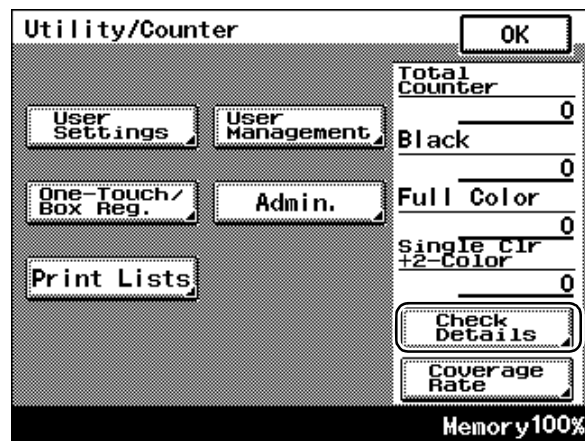 Utility/Counter
OK
User
Settings
User
Management
One-Touch/
Box Reg.
Admin.
Print Lists
Total
Counter
0
Black
0
Full Color
0
Single Clr
+2-Color
0
Check
Details
Coverage
Rate
Memory100%